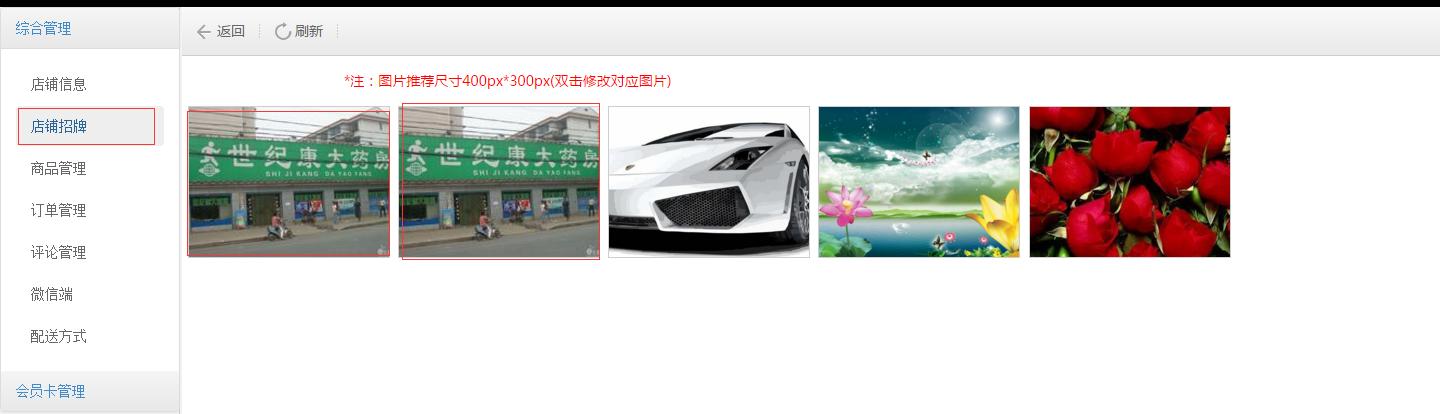 综合管理
返回
刷新
店铺信息
店铺招牌
商品管理
订单管理
评论管理
微信端
配送方式
会员卡管理
*注：图片推荐尺寸400px*300px(双击修改对应图片)
世纪康大药房
SHI JI KANG DA YAO FANG
世纪康大药房
SHI JI KANG DA YAO FANG